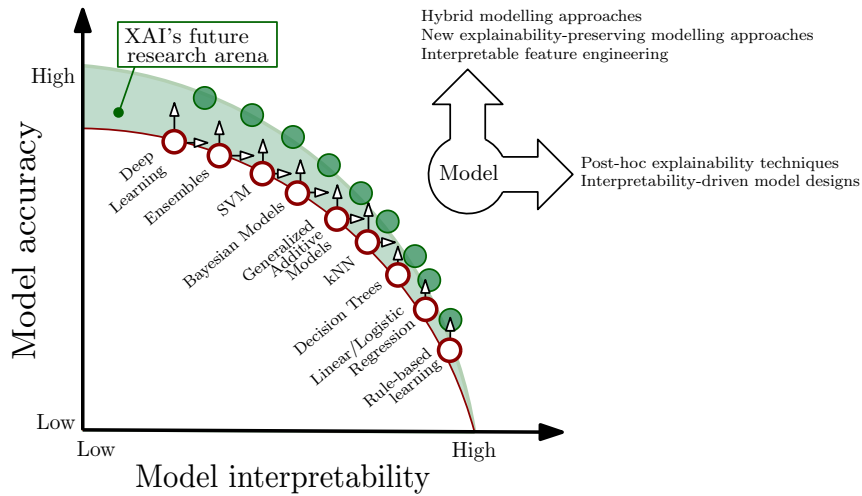 Hybrid modelling approaches
New explainability-preserving modelling approaches
Interpretable feature engineering
XAI's future
research arena
High
Model accuracy
Deep
Learning
Ensembles
SVM
Bayesian Models
Generalized
Additive
Models
kNN
Decision Trees
Linear/Logistic
Regression
Rule-based
learning
Model
Post-hoc explainability techniques
Interpretability-driven model designs
Low
Low
High
Model interpretability